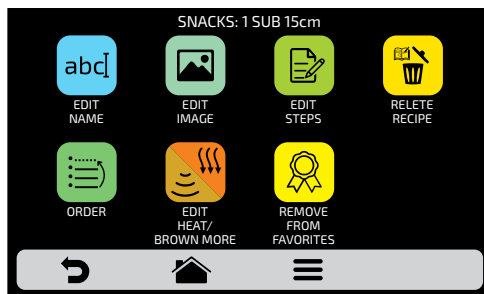 SNACKS: 1 SUB 15cm
abc
EDIT
NAME
EDIT
IMAGE
EDIT
STEPS
RELETE
RECIPE
ORDER
EDIT
HEAT/
BROWN MORE
REMOVE
FROM
FAVORITES